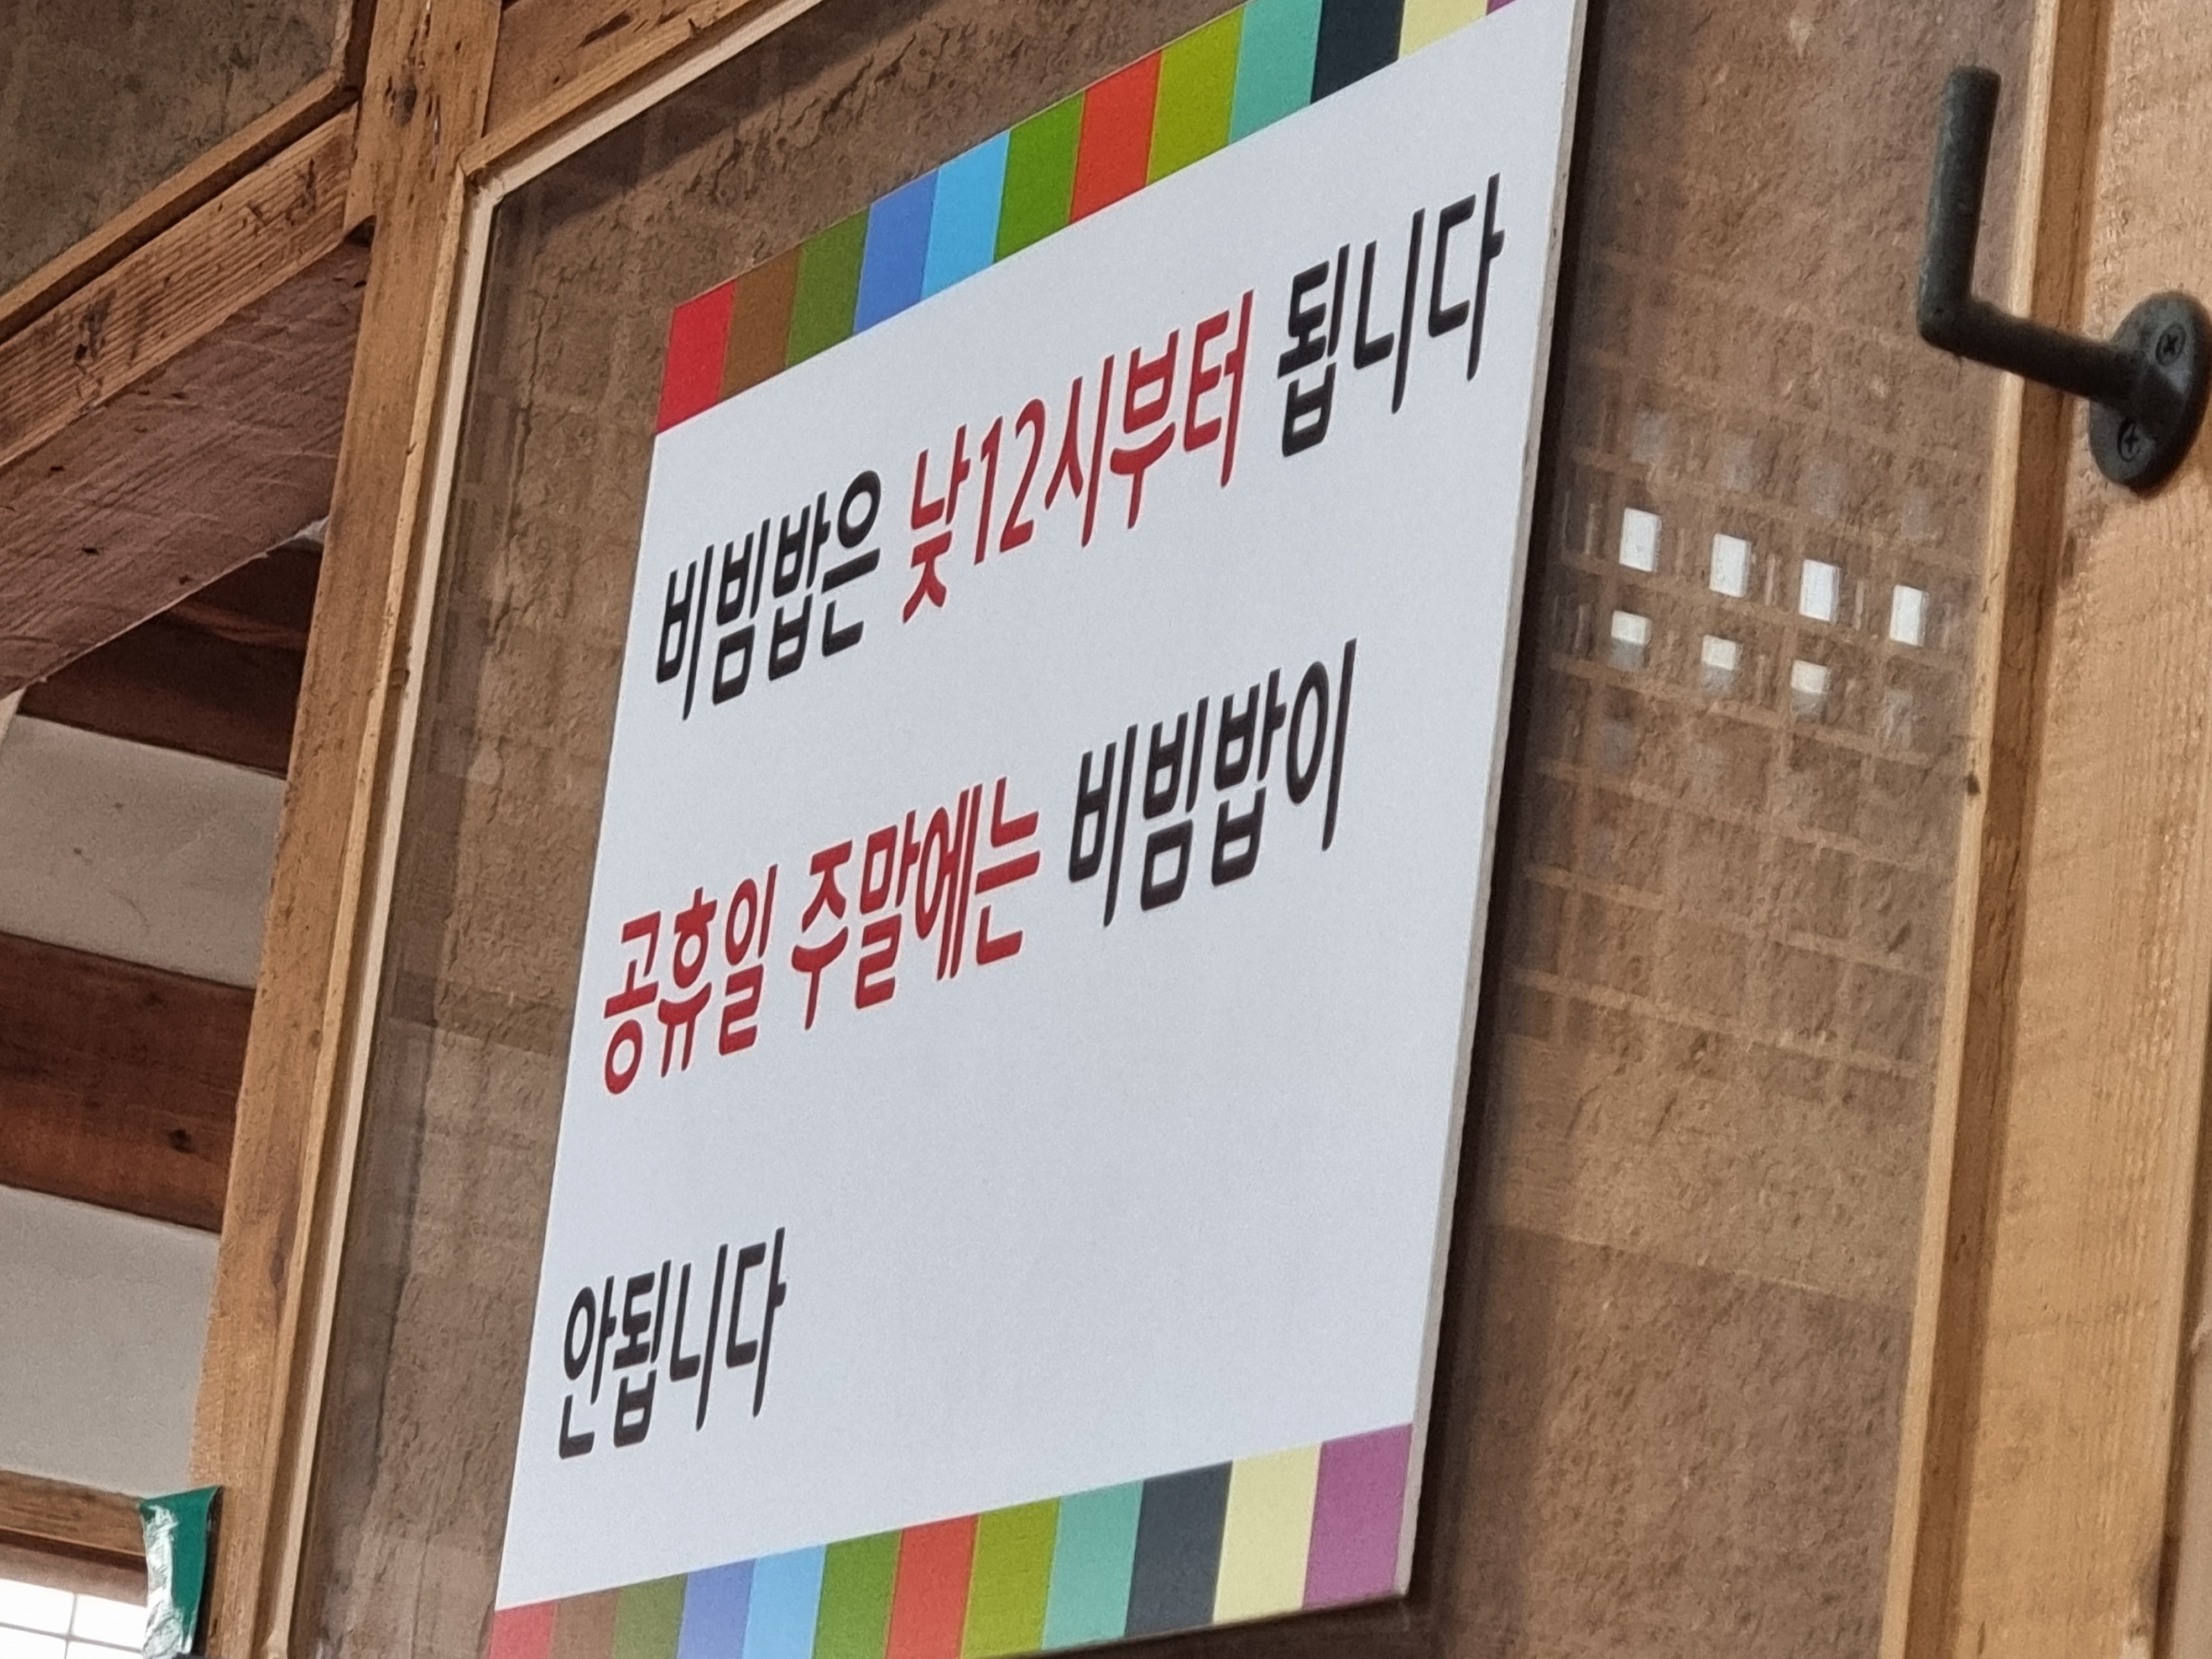 비빔밥은 낮12시부터 됩니다
공휴일 주말에는 비빔밥이
안됩니다